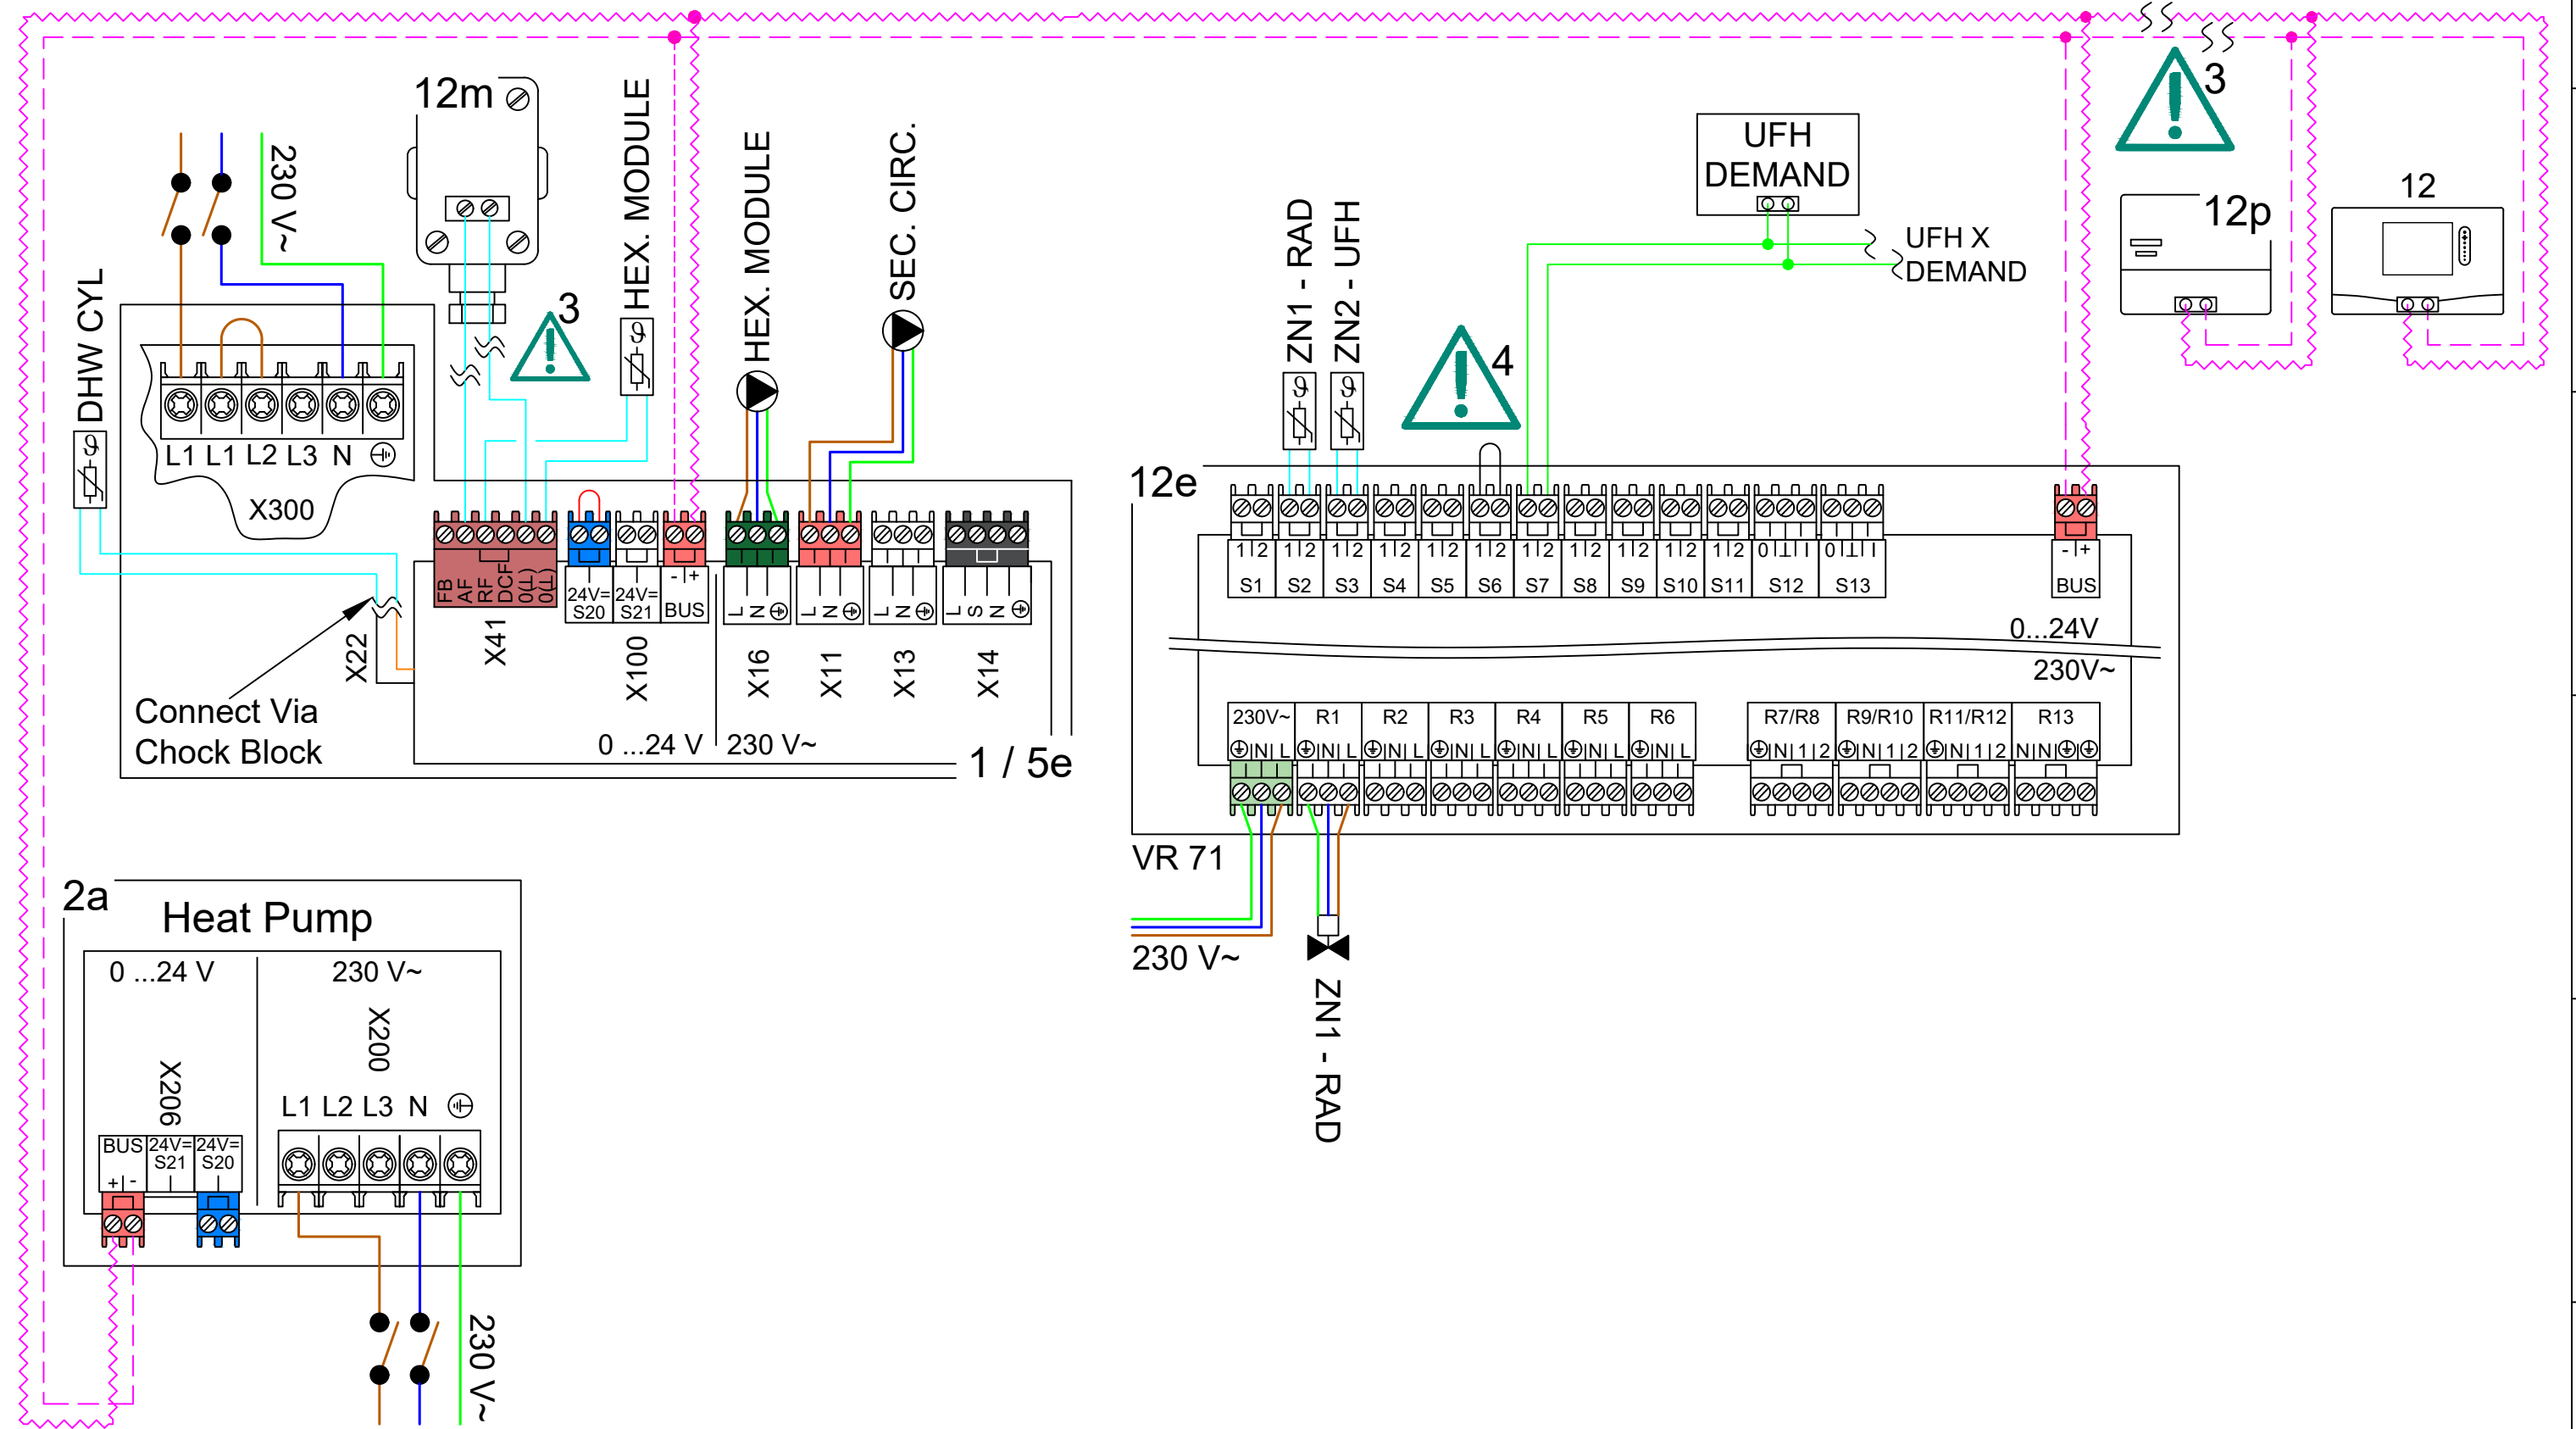 12m
HEX. MODULE
3
230 V~
HEX. MODULE
SEC. CIRC.
DHW CYL
3
L1 L1 L2 L3 N
X300
FB
AF
RF
DCF
0(⊥)
0(⊥)
X41
24V=
S20
24V=
S21
- | +
BUS
X100
L N
X16
L N
X11
L N
X13
L S N
X14
X22
Connect Via
Chock Block
0 ...24 V
230 V~
1 / 5e
UFH
DEMAND
UFH X
DEMAND
ZN1 - RAD
ZN2 - UFH
4
12p
12
12e
1|2 1|2 1|2 1|2 1|2 1|2 1|2 1|2 1|2 1|2 1|2 0|⊥|I 0|⊥|I
S1 S2 S3 S4 S5 S6 S7 S8 S9 S10 S11 S12 S13
- | +
BUS
0...24V
230V~
230V~ R1 R2 R3 R4 R5 R6 R7/R8 R9/R10 R11/R12 R13
|N| L |N| L |N| L |N| L |N| L |N| L |N| L |N|1|2 |N|1|2 |N|1|2 N|N|
VR 71
230 V~
ZN1 - RAD
2a
Heat Pump
0 ...24 V
230 V~
X206
X200
L1 L2 L3 N
BUS
+| -
24V=
S21
24V=
S20
230 V~